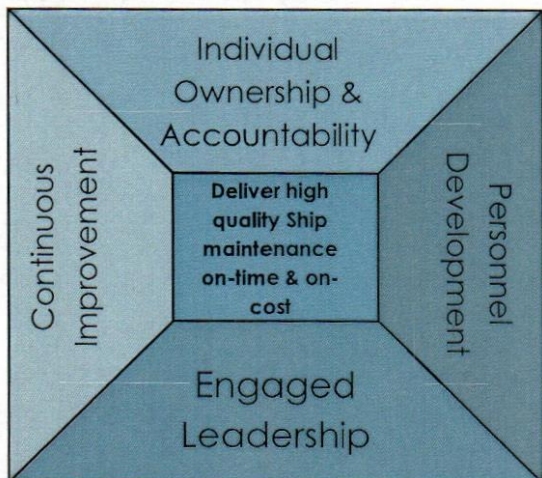 Individual
Ownership &
Accountability
Continuous
Improvement
Deliver high
quality Ship
maintenance
on-time & on-
cost
Personnel
Development
Engaged
Leadership